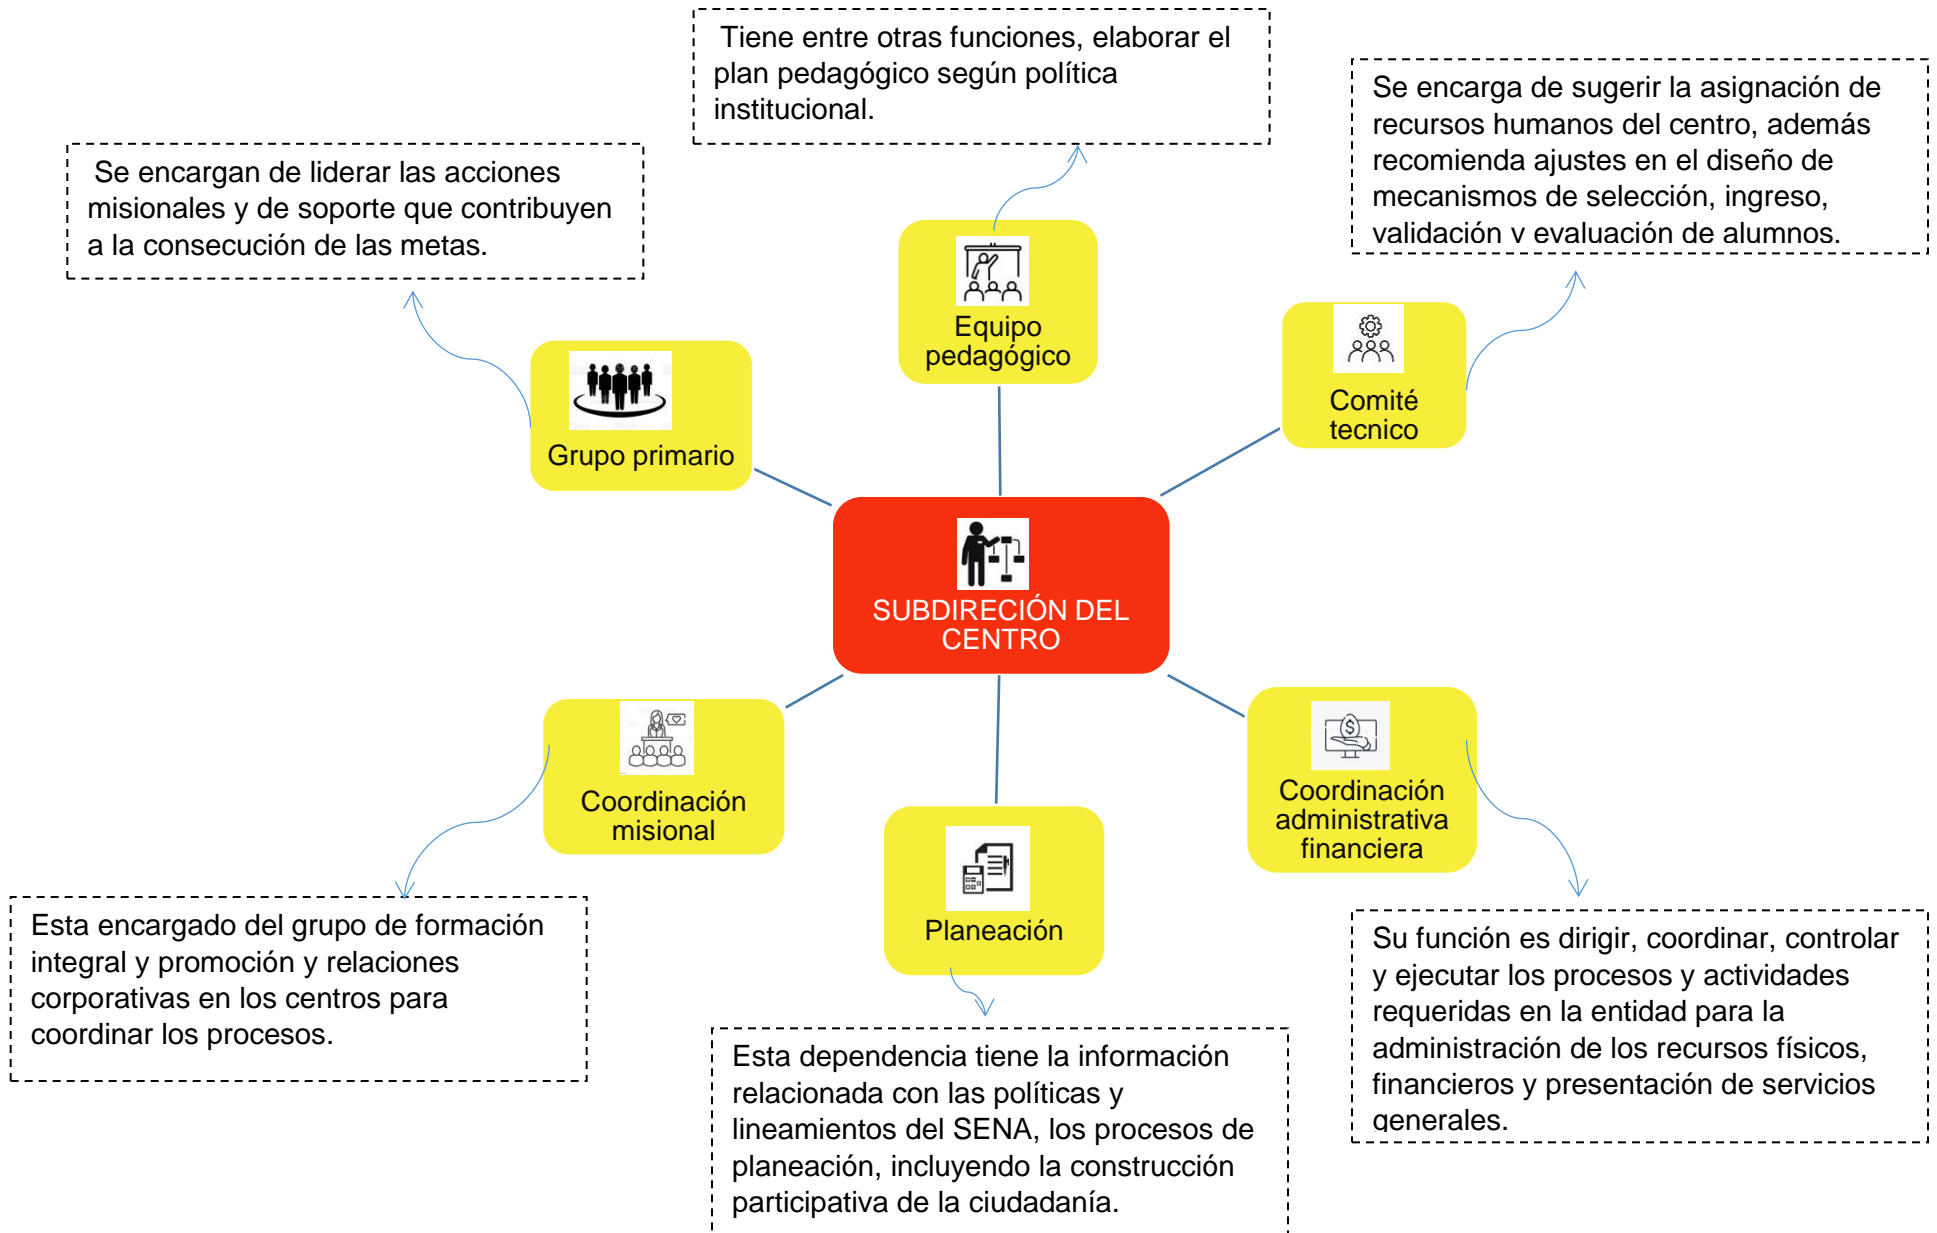 Tiene entre otras funciones, elaborar el
plan pedagógico según política
institucional.
Se encarga de sugerir la asignación de
recursos humanos del centro, además
recomienda ajustes en el diseño de
mecanismos de selección, ingreso,
validación y evaluación de alumnos.
Se encargan de liderar las acciones
misionales y de soporte que contribuyen
a la consecución de las metas.
Equipo
pedagógico
Comité
tecnico
Grupo primario
SUBDIRECIÓN DEL
CENTRO
Coordinación
misional
Coordinación
administrativa
financiera
Planeación
Esta encargado del grupo de formación
integral y promoción y relaciones
corporativas en los centros para
coordinar los procesos.
Su función es dirigir, coordinar, controlar
y ejecutar los procesos y actividades
requeridas en la entidad para la
administración de los recursos físicos,
financieros y presentación de servicios
generales.
Esta dependencia tiene la información
relacionada con las políticas y
lineamientos del SENA, los procesos de
planeación, incluyendo la construcción
participativa de la ciudadanía.